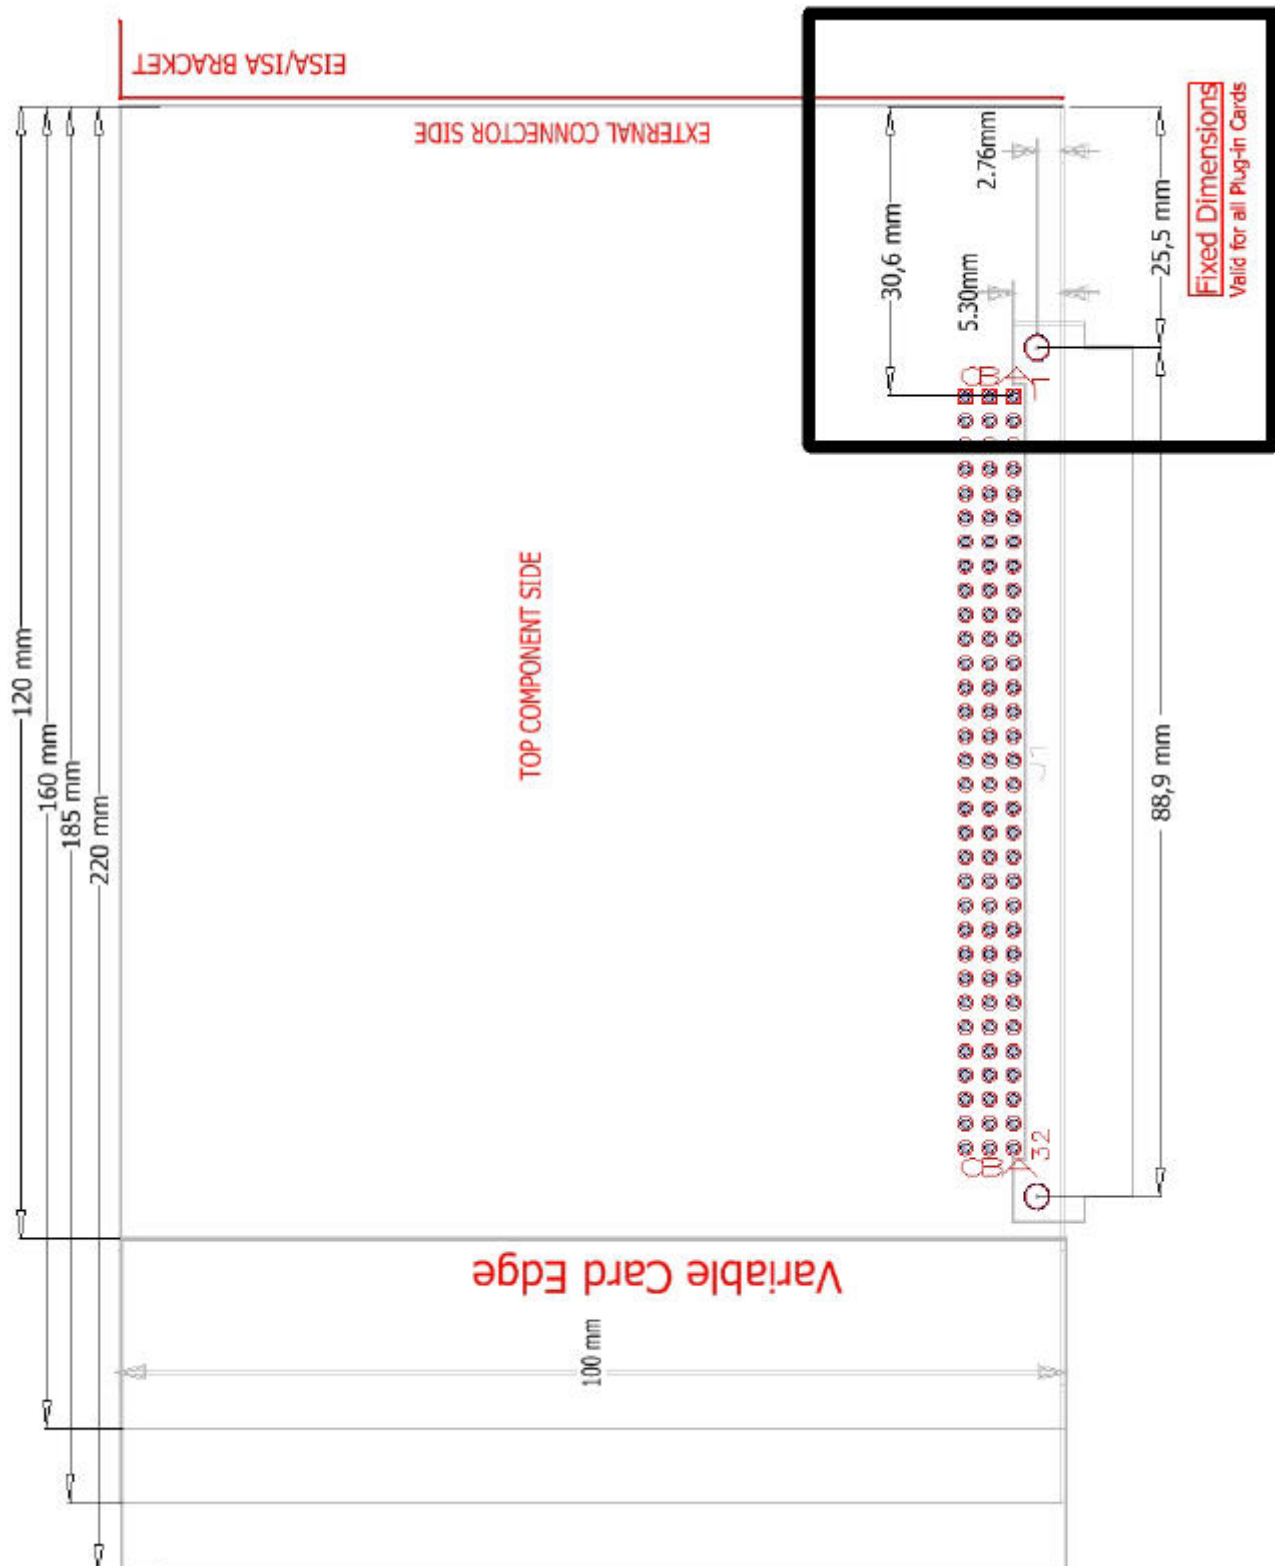 EISA/ISA BRACKET
EXTERNAL CONNECTOR SIDE
Fixed Dimensions
Valid for all Plug-in Cards
2.76mm
30,6 mm
25,5 mm
5.30mm
CBA
1
TOP COMPONENT SIDE
120 mm
160 mm
185 mm
220 mm
J1
88,9 mm
CBA
32
Variable Card Edge
100 mm